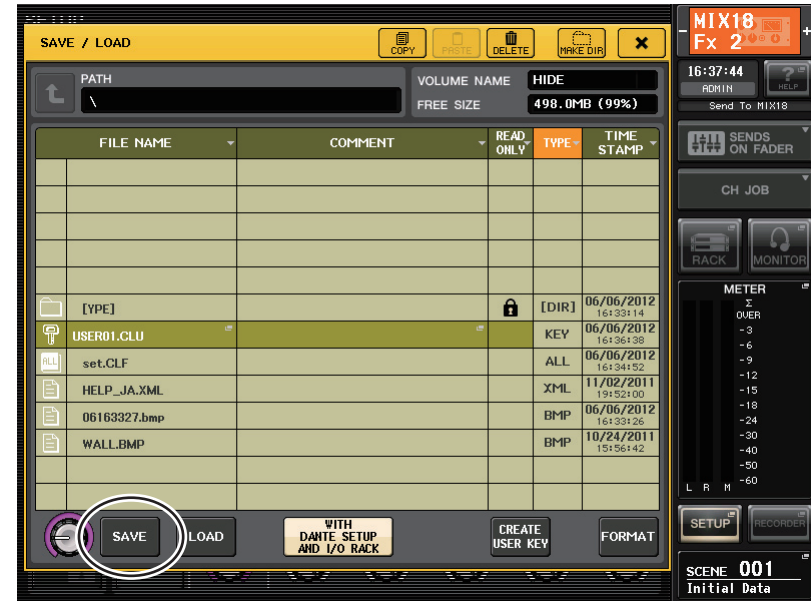 SETUP
SAVE / LOAD
COPY
PASTE
DELETE
MAKE DIR
PATH
\
VOLUME NAME HIDE
FREE SIZE 498.0MB (99%)
FILE NAME COMMENT READ ONLY TYPE TIME STAMP
[YPE] [DIR] 06/06/2012 16:33:14
USER01.CLU KEY 06/06/2012 16:36:38
ALL set.CLF ALL 06/06/2012 16:34:52
HELP_JA.XML XML 11/02/2011 19:52:00
06163327.bmp BMP 06/06/2012 16:33:26
WALL.BMP BMP 10/24/2011 15:56:42
SAVE
LOAD
WITH
DANTE SETUP
AND I/O RACK
CREATE
USER KEY
FORMAT
- MIX18 +
Fx 2
16:37:44
ADMIN
?
HELP
Send To MIX18
SENDS
ON FADER
CH JOB
RACK
MONITOR
METER
Σ
OVER
-3
-6
-9
-12
-15
-18
-24
-30
-40
-50
-60
L R M
SETUP
RECORDER
SCENE 001
Initial Data